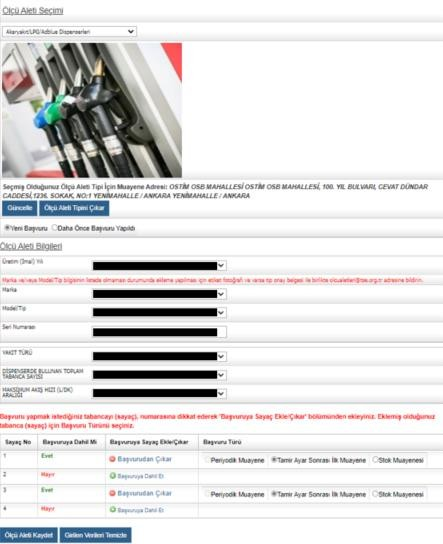 Ölçü Aleti Seçimi
Akaryakıt/LPG/Adblue Dispenserleri
Seçmiş Olduğunuz Ölçü Aleti Tipi İçin Muayene Adresi: OSTİM OSB MAHALLESİ OSTİM OSB MAHALLESİ, 100. YIL BULVARI, CEVAT DÜNDAR
CADDESİ,1236. SOKAK, NO:1 YENİMAHALLE / ANKARA YENİMAHALLE / ANKARA
Güncelle Ölçü Aleti Tipini Çıkar
Yeni Başvuru Daha Önce Başvuru Yapıldı
Ölçü Aleti Bilgileri
Üretim (İmal) Yılı
Marka ve/veya Model/Tip bilgininin listede olmaması durumunda ekleme yapılması için etiket fotoğrafı ve varsa tip onay belgesi ile birlikte olcualetleri@tse.org.tr adresine bildirin.
Marka
Model/Tip
Seri Numarası
YAKIT TÜRÜ
DİSPENSERDE BULUNAN TOPLAM
TABANCA SAYISI
MAKSİMUM AKIŞ HIZI (L/DK)
ARALIĞI
Başvuru yapmak istediğiniz tabancayı (sayaç), numarasına dikkat ederek "Başvuruya Sayaç Ekle/Çıkar" bölümünden ekleyiniz. Eklemiş olduğunuz
tabanca (sayaç) için Başvuru Türünü seçiniz.
Sayaç No Başvuruya Dahil Mi Başvuruya Sayaç Ekle/Çıkar Başvuru Türü
1 Evet Başvurudan Çıkar Periyodik Muayene Tamir Ayar Sonrası İlk Muayene Stok Muayenesi
2 Hayır Başvuruya Dahil Et
3 Evet Başvurudan Çıkar Periyodik Muayene Tamir Ayar Sonrası İlk Muayene Stok Muayenesi
4 Hayır Başvuruya Dahil Et
Ölçü Aleti Kaydet Girilen Verileri Temizle